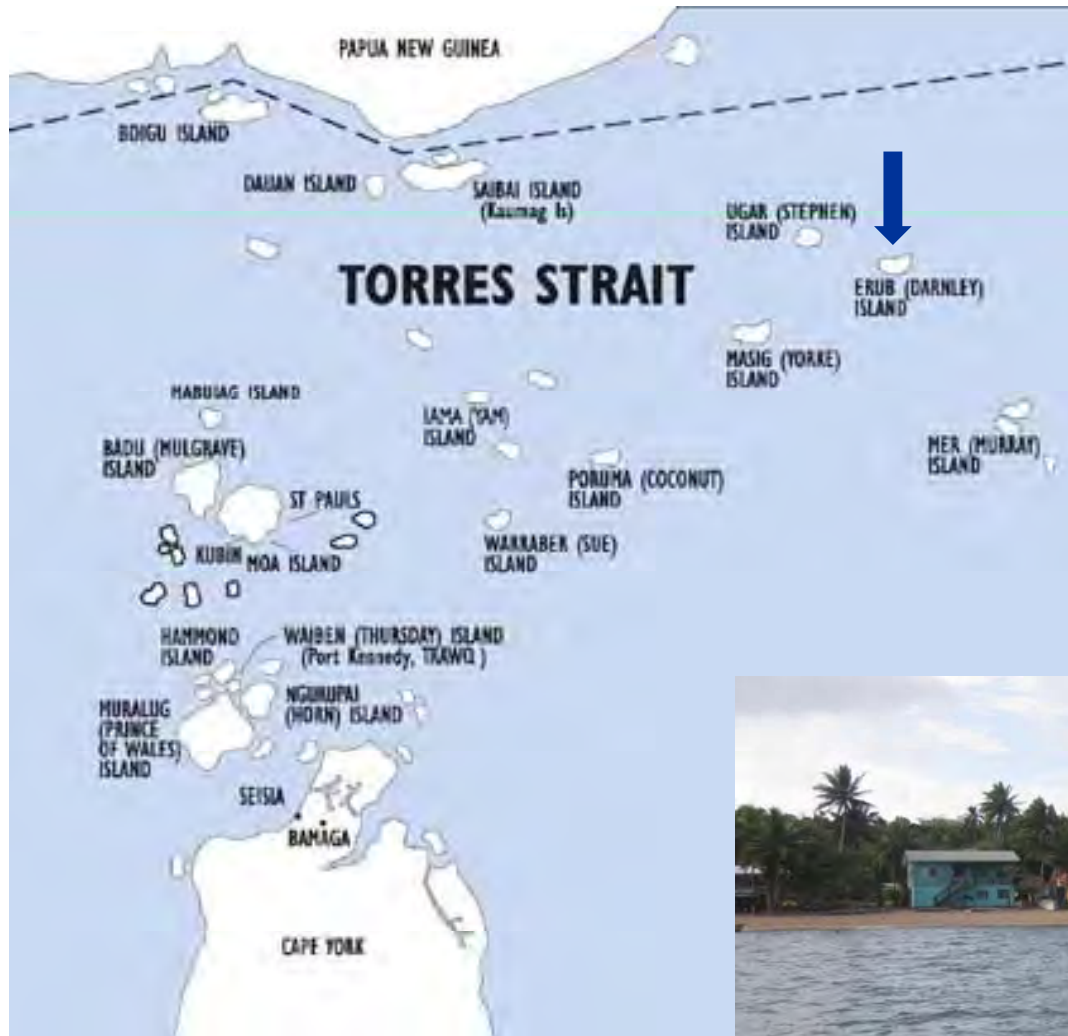 PAPUA NEW GUINEA
BOIGU ISLAND
DAUAN ISLAND
SAIBAI ISLAND
(Kaumag Is)
UGAR (STEPHEN)
ISLAND
TORRES STRAIT
ERUB (DARNLEY)
ISLAND
MASIG (YORKE)
ISLAND
MABUIAG ISLAND
IAMA (YAM)
ISLAND
BADU (MULGRAVE)
ISLAND
MER (MURRAY)
ISLAND
PORUMA (COCONUT)
ISLAND
ST PAULS
WARRABER (SUE)
ISLAND
KUBIN
MOA ISLAND
HAMMOND
ISLAND
WAIBEN (THURSDAY) ISLAND
(Port Kennedy, TRAWQ )
NGURUPAI
(HORN) ISLAND
MURALUG
(PRINCE
OF WALES)
ISLAND
SEISIA
BAMAGA
CAPE YORK